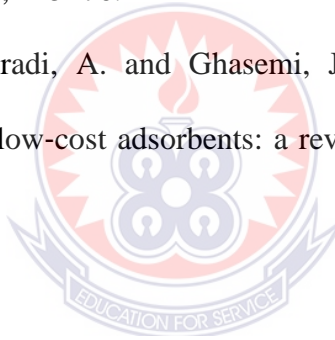 radi, A. and Ghasemi, J
low-cost adsorbents: a rev
EDUCATION FOR SERVICE